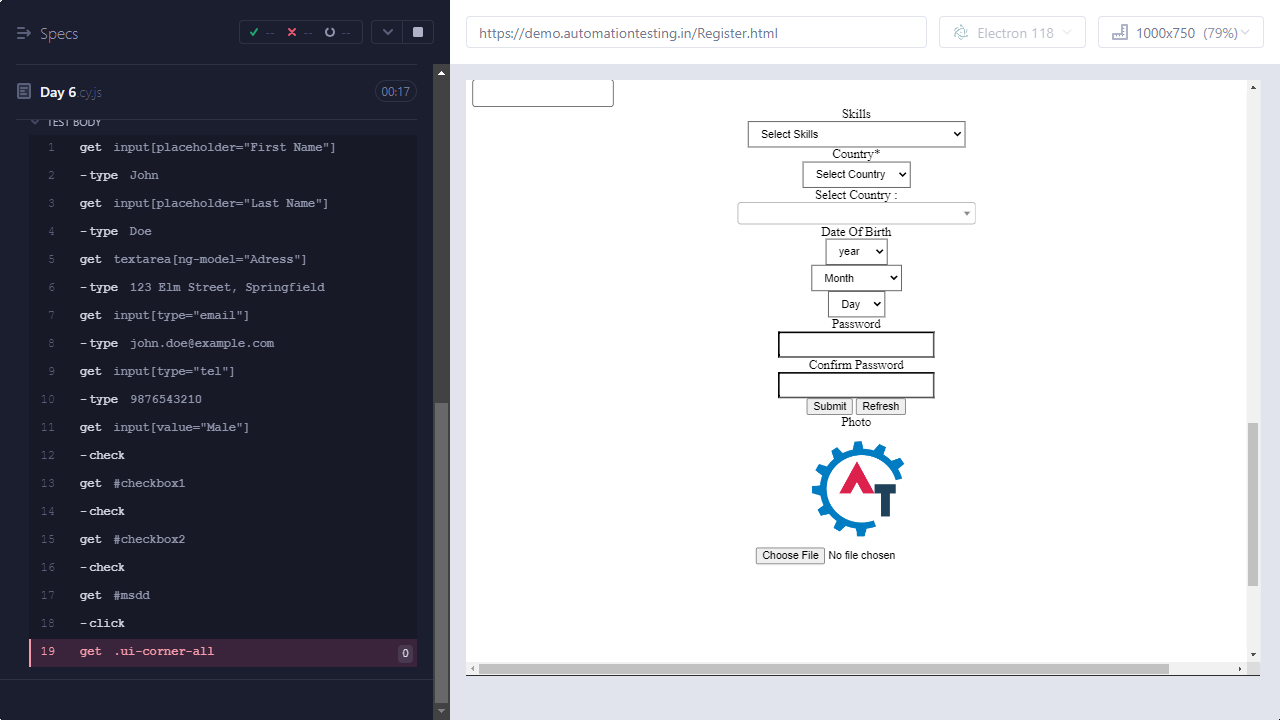 Specs
--
--
--
Day 6.cy.js
00:17
TEST BODY
1 get input[placeholder="First Name"]
2 -type John
3 get input[placeholder="Last Name"]
4 -type Doe
5 get textarea[ng-model="Adress"]
6 -type 123 Elm Street, Springfield
7 get input[type="email"]
8 -type john.doe@example.com
9 get input[type="tel"]
10 -type 9876543210
11 get input[value="Male"]
12 -check
13 get #checkbox1
14 -check
15 get #checkbox2
16 -check
17 get #msdd
18 -click
19 get .ui-corner-all 0
https://demo.automationtesting.in/Register.html
Electron 118
1000x750 (79%)
Skills
Select Skills
Country*
Select Country
Select Country :
Date Of Birth
year
Month
Day
Password
Confirm Password
Submit Refresh
Photo
AT
Choose File No file chosen